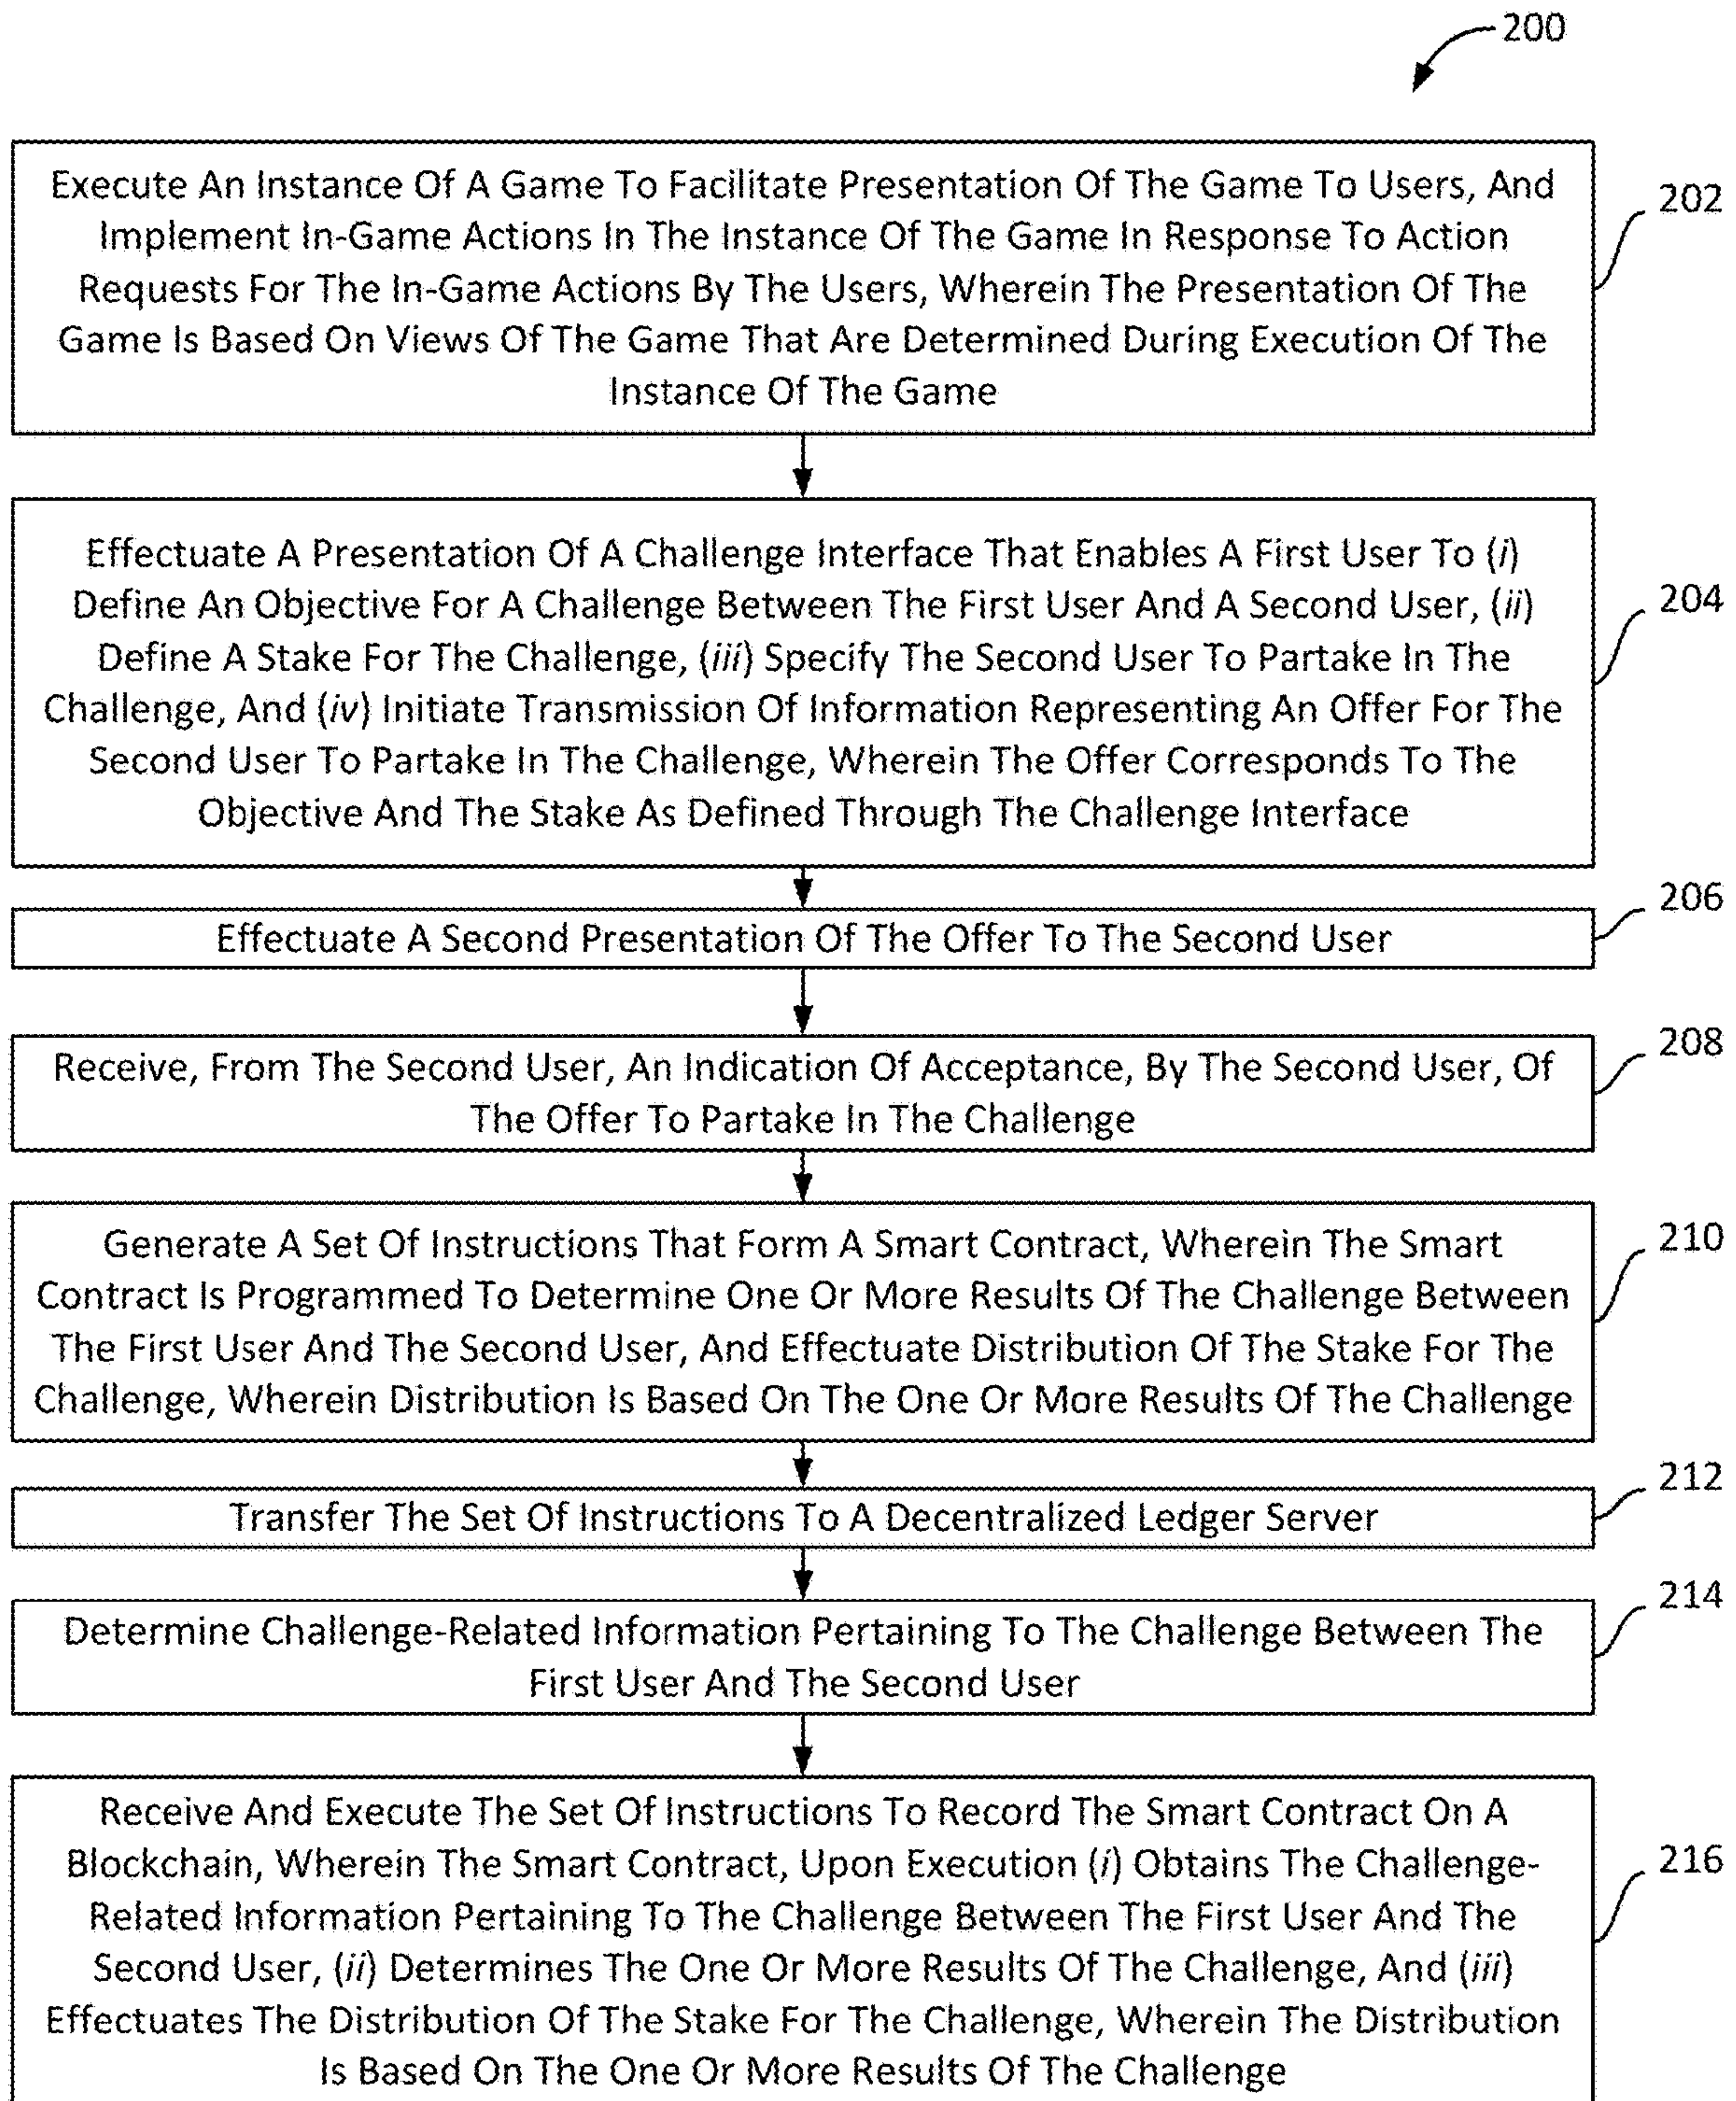 200
Execute An Instance Of A Game To Facilitate Presentation Of The Game To Users, And
Implement In-Game Actions In The Instance Of The Game In Response To Action
Requests For The In-Game Actions By The Users, Wherein The Presentation Of The
Game Is Based On Views Of The Game That Are Determined During Execution Of The
Instance Of The Game
202
Effectuate A Presentation Of A Challenge Interface That Enables A First User To (i)
Define An Objective For A Challenge Between The First User And A Second User, (ii)
Define A Stake For The Challenge, (iii) Specify The Second User To Partake In The
Challenge, And (iv) Initiate Transmission Of Information Representing An Offer For The
Second User To Partake In The Challenge, Wherein The Offer Corresponds To The
Objective And The Stake As Defined Through The Challenge Interface
204
Effectuate A Second Presentation Of The Offer To The Second User
206
Receive, From The Second User, An Indication Of Acceptance, By The Second User, Of
The Offer To Partake In The Challenge
208
Generate A Set Of Instructions That Form A Smart Contract, Wherein The Smart
Contract Is Programmed To Determine One Or More Results Of The Challenge Between
The First User And The Second User, And Effectuate Distribution Of The Stake For The
Challenge, Wherein Distribution Is Based On The One Or More Results Of The Challenge
210
Transfer The Set Of Instructions To A Decentralized Ledger Server
212
Determine Challenge-Related Information Pertaining To The Challenge Between The
First User And The Second User
214
Receive And Execute The Set Of Instructions To Record The Smart Contract On A
Blockchain, Wherein The Smart Contract, Upon Execution (i) Obtains The Challenge-
Related Information Pertaining To The Challenge Between The First User And The
Second User, (ii) Determines The One Or More Results Of The Challenge, And (iii)
Effectuates The Distribution Of The Stake For The Challenge, Wherein The Distribution
Is Based On The One Or More Results Of The Challenge
216